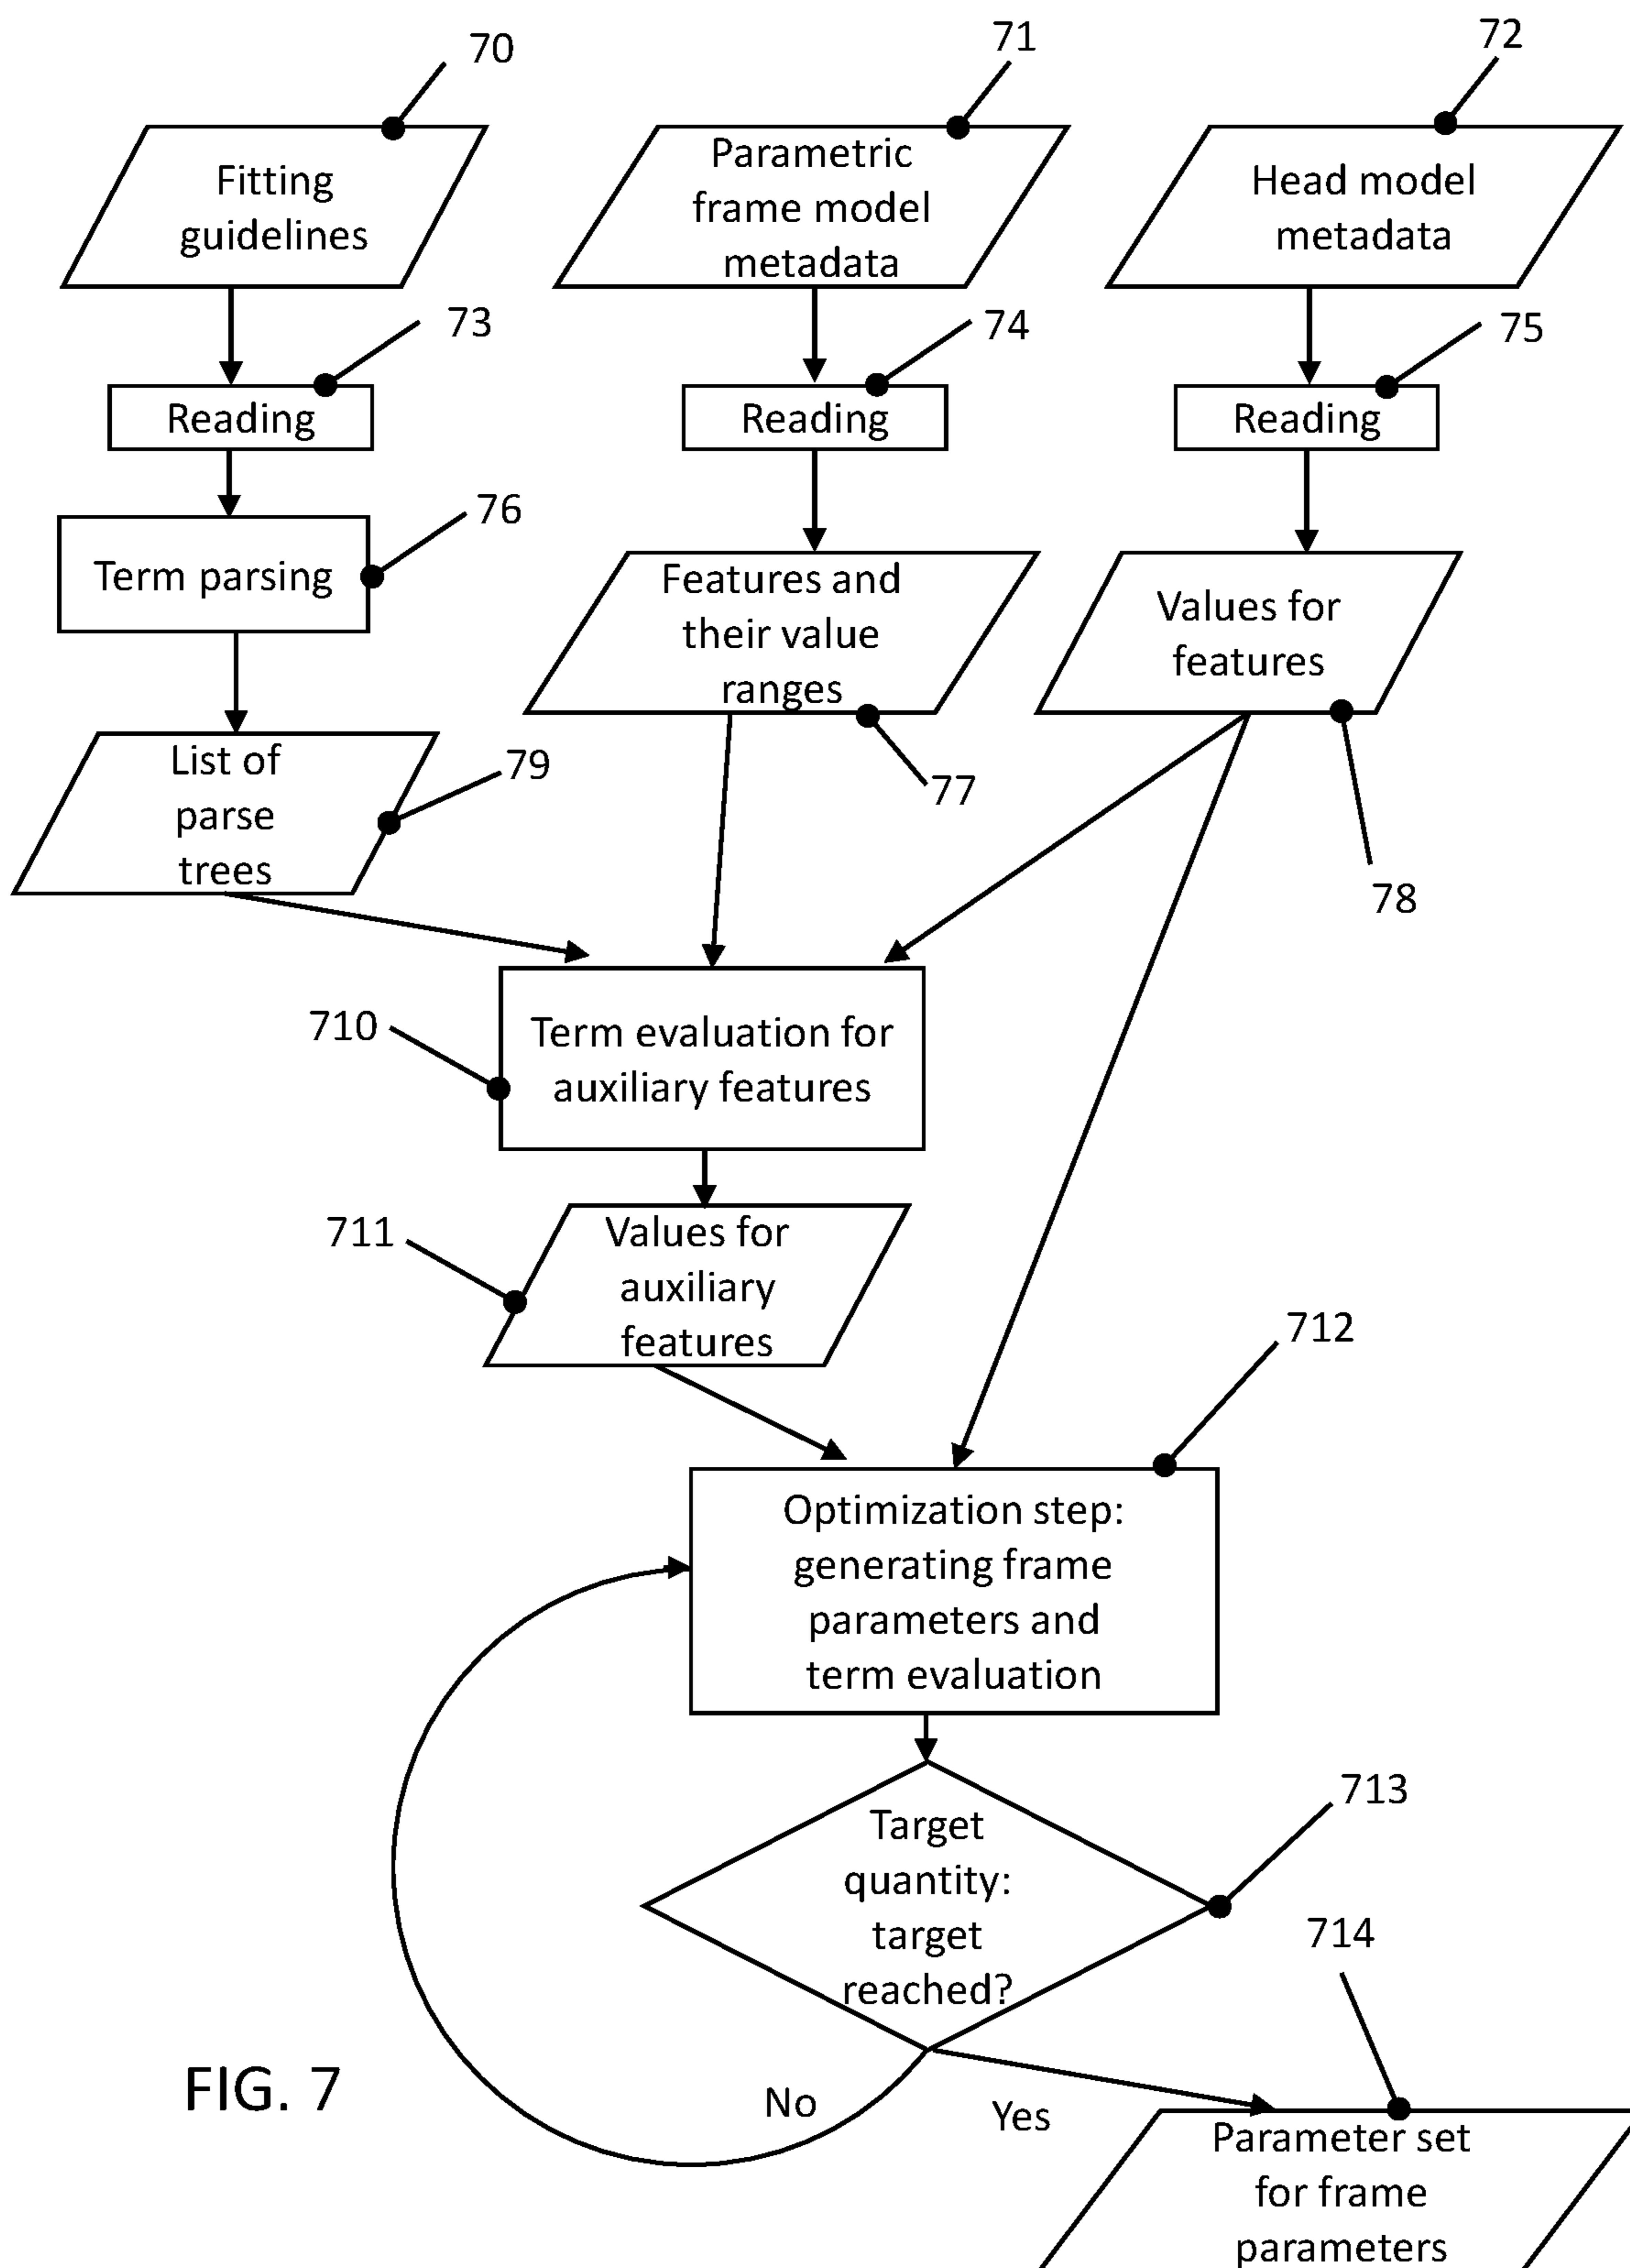 70
71
72
Fitting
guidelines
Parametric
frame model
metadata
Head model
metadata
73
74
75
Reading
Reading
Reading
76
Term parsing
Features and
their value
ranges
Values for
features
77
78
List of
parse
trees
79
710
Term evaluation for
auxiliary features
711
Values for
auxiliary
features
712
Optimization step:
generating frame
parameters and
term evaluation
713
Target
quantity:
target
reached?
714
No
Yes
FIG. 7
Parameter set
for frame
parameters